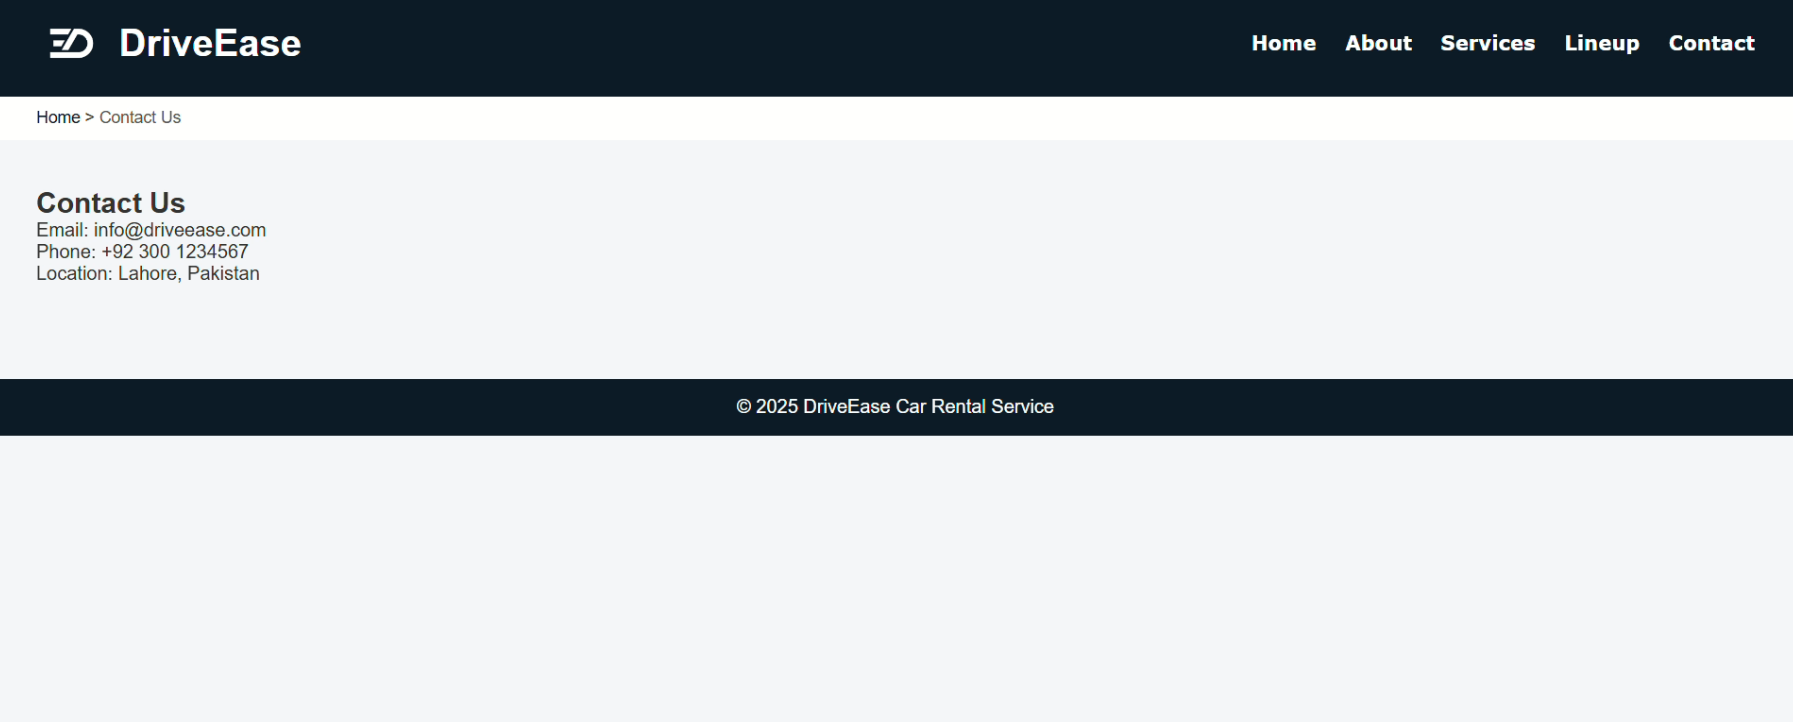 ED DriveEase
Home About Services Lineup Contact
Home > Contact Us
Contact Us
Email: info@driveease.com
Phone: +92 300 1234567
Location: Lahore, Pakistan
© 2025 DriveEase Car Rental Service